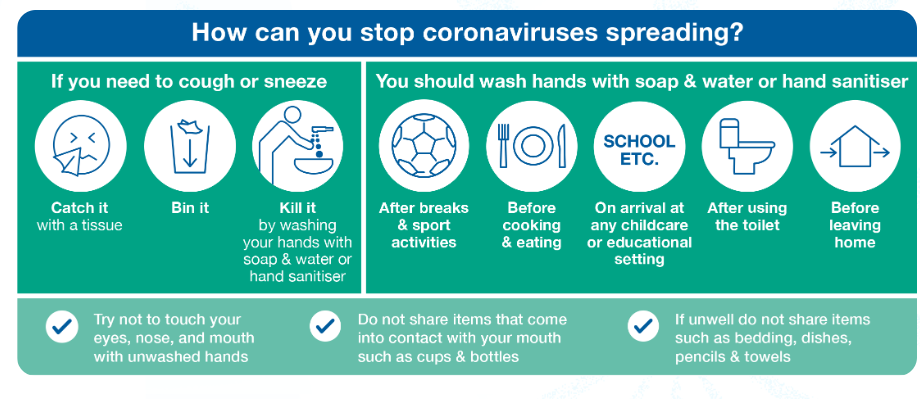 How can you stop coronaviruses spreading?
If you need to cough or sneeze
Catch it
with a tissue
Bin it
Kill it
by washing
your hands with
soap & water or
hand sanitiser
You should wash hands with soap & water or hand sanitiser
After breaks
& sport
activities
Before
cooking
& eating
SCHOOL
ETC.
On arrival at
any childcare
or educational
setting
After using
the toilet
Before
leaving
home
Try not to touch your
eyes, nose, and mouth
with unwashed hands
Do not share items that come
into contact with your mouth
such as cups & bottles
If unwell do not share items
such as bedding, dishes,
pencils & towels